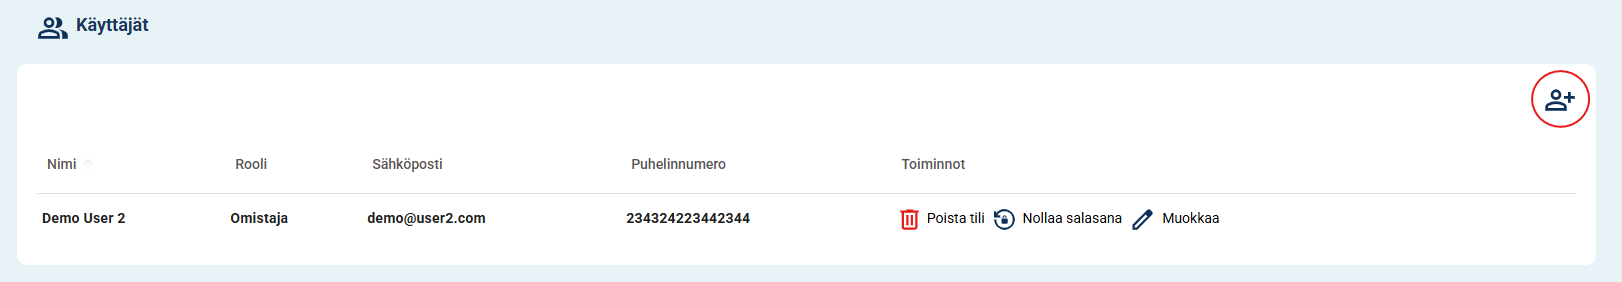 Käyttäjät
Nimi Rooli Sähköposti Puhelinnumero Toiminnot
Demo User 2 Omistaja demo@user2.com 234324223442344 Poista tili Nollaa salasana Muokkaa